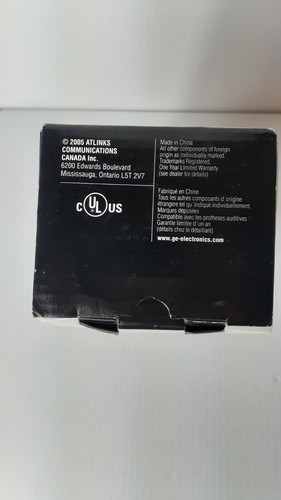 © 2005 ATLINKS
COMMUNICATIONS
CANADA Inc.
6200 Edwards Boulevard
Mississauga, Ontario L5T 2V7
C UL US
Made in China
All other components of foreign
origin as individually marked.
Trademarks Registered.
One Year Limited Warranty
(see dealer for details)
Fabriqué en Chine
Tous les autres composants d'origine
étrangère tel qu'indiqué individuellement.
Marques déposées
Compatible avec les prothèses auditives
Garantie limitée d'un an
(détails chez le détaillant)
www.ge-electronics.com